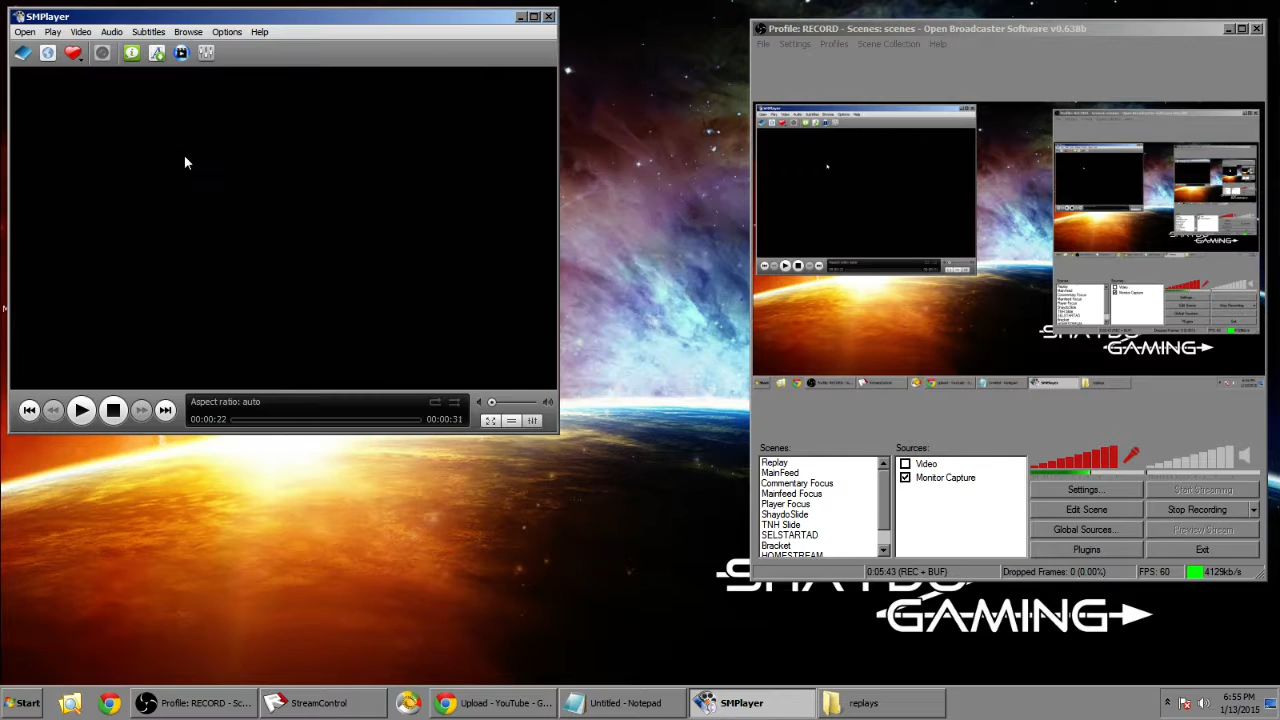 SMPlayer
Open Play Video Audio Subtitles Browse Options Help
Aspect ratio: auto
00:00:22 00:00:31
Profile: RECORD - Scenes: scenes - Open Broadcaster Software v0.638b
File Settings Profiles Scene Collection Help
SMPlayer
GAMING
Scenes:
Replay
MainFeed
Commentary Focus
Mainfeed Focus
Player Focus
ShaydoSlide
TNH Slide
SELSTARTAD
Bracket
HOMESTREAM
Sources:
Video
Monitor Capture
Settings...
Start Streaming
Edit Scene
Stop Recording
Global Sources...
Preview Stream
Plugins
Exit
0:05:43 (REC + BUF) Dropped Frames: 0 (0.00%) FPS: 60 4129kb/s
GAMING
Start Profile: RECORD - Sc... StreamControl Upload - YouTube - G... Untitled - Notepad SMPlayer replays
6:55 PM
1/13/2015